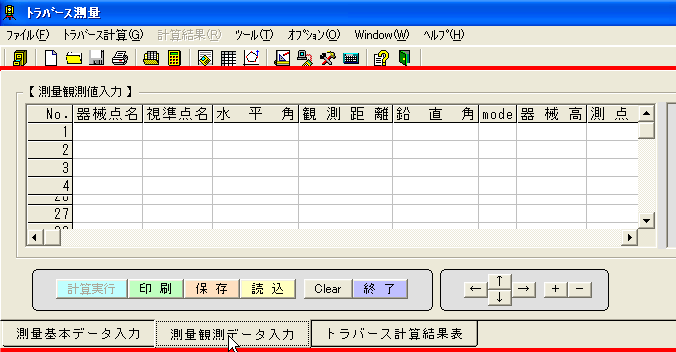 トラバース測量
ファイル(F) トラバース計算(G) 計算結果(R) ツール(T) オプション(O) Window(W) ヘルプ(H)
【 測量観測値入力 】
No. 器械点名 視準点名 水 平 角 観 測 距 離 鉛 直 角 mode 器 械 高 測 点
1
2
3
4
27
計算実行 印 刷 保 存 読 込 Clear 終 了 ← ↑ ↓ → + −
測量基本データ入力 測量観測データ入力 トラバース計算結果表